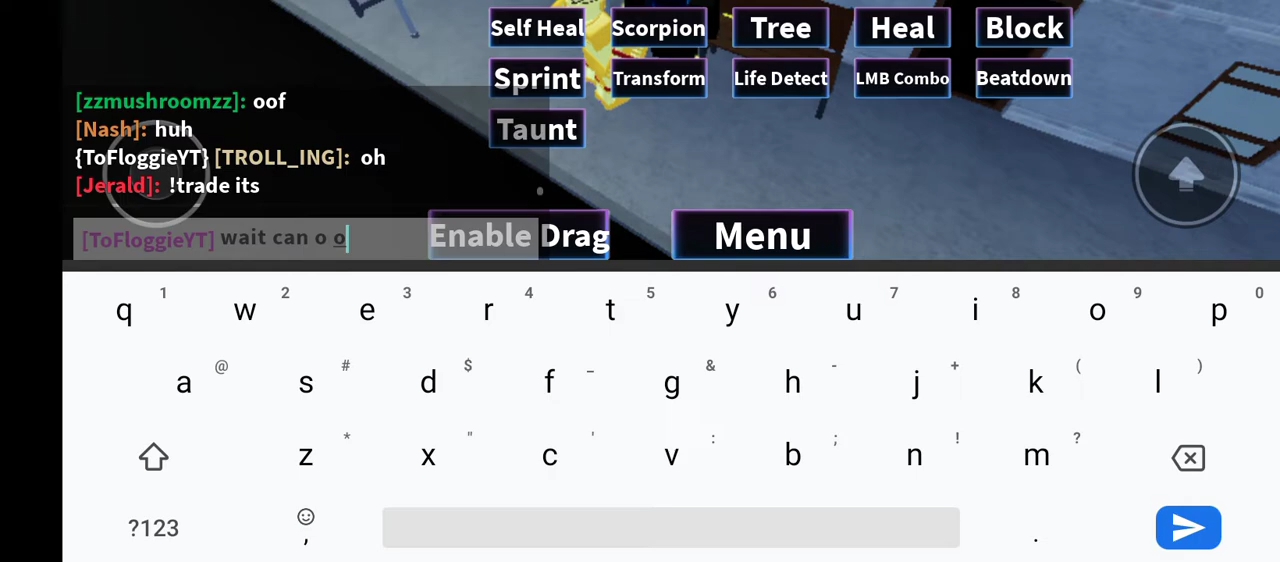 Self Heal Scorpion Tree Heal Block
Sprint Transform Life Detect LMB Combo Beatdown
Taunt
[zzmushroomzz]: oof
[Nash]: huh
{ToFloggieYT} [TROLL_ING]: oh
[Jerald]: !trade its
[ToFloggieYT] wait can o o
Enable Drag Menu
1 2 3 4 5 6 7 8 9 0
q w e r t y u i o p
@ # $ _ & - + ( )
a s d f g h j k l
* " ' : ; ! ?
z x c v b n m
?123 , .